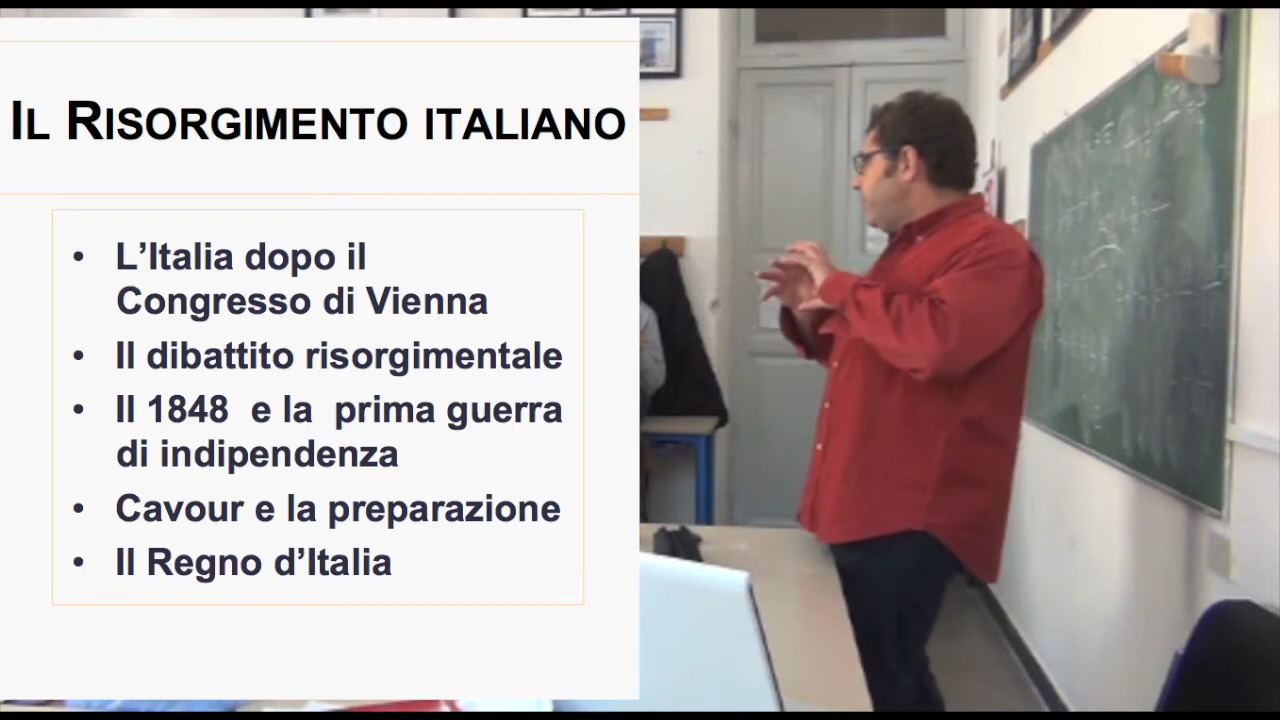 IL RISORGIMENTO ITALIANO
• L’Italia dopo il
Congresso di Vienna
• Il dibattito risorgimentale
• Il 1848 e la prima guerra
di indipendenza
• Cavour e la preparazione
• Il Regno d’Italia